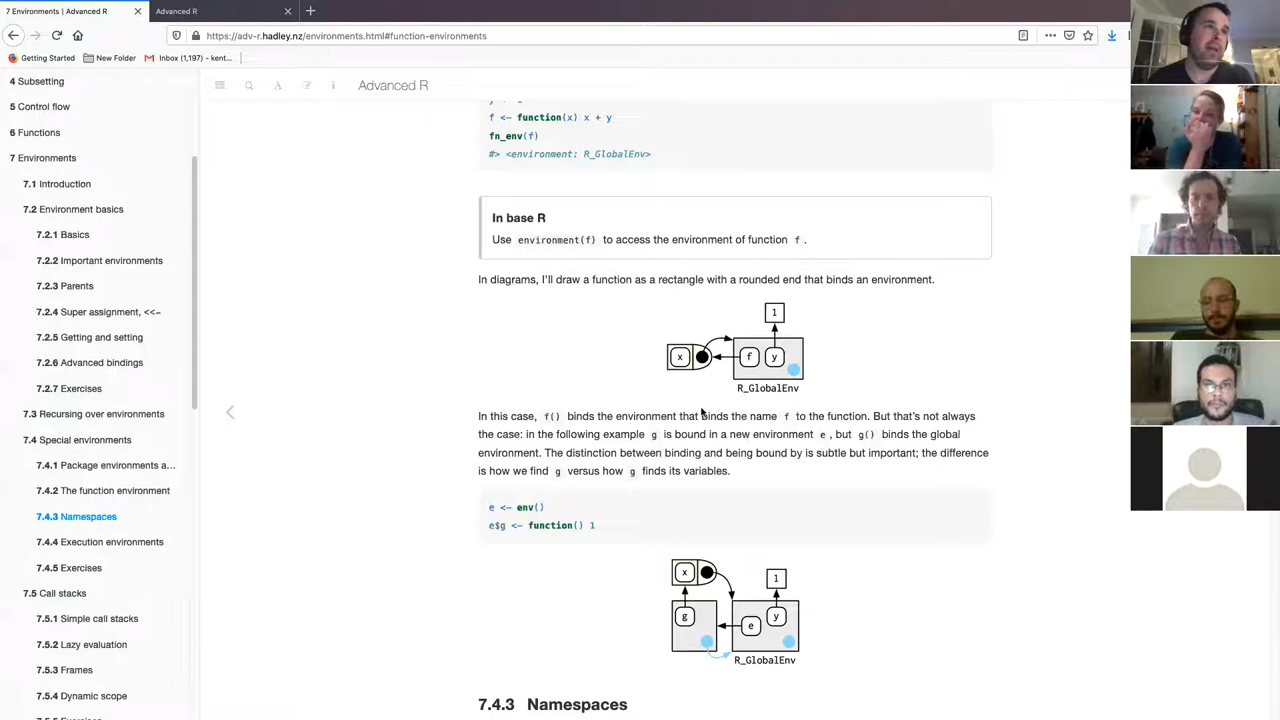 7 Environments | Advanced R
Advanced R
https://adv-r.hadley.nz/environments.html#function-environments
Getting Started
New Folder
Inbox (1,197) - kent...
4 Subsetting
5 Control flow
6 Functions
7 Environments
7.1 Introduction
7.2 Environment basics
7.2.1 Basics
7.2.2 Important environments
7.2.3 Parents
7.2.4 Super assignment, <<-
7.2.5 Getting and setting
7.2.6 Advanced bindings
7.2.7 Exercises
7.3 Recursing over environments
7.4 Special environments
7.4.1 Package environments a...
7.4.2 The function environment
7.4.3 Namespaces
7.4.4 Execution environments
7.4.5 Exercises
7.5 Call stacks
7.5.1 Simple call stacks
7.5.2 Lazy evaluation
7.5.3 Frames
7.5.4 Dynamic scope
Advanced R
f <- function(x) x + y
fn_env(f)
#> <environment: R_GlobalEnv>
In base R
Use environment(f) to access the environment of function f .
In diagrams, I'll draw a function as a rectangle with a rounded end that binds an environment.
1
x
f
y
R_GlobalEnv
In this case, f() binds the environment that binds the name f to the function. But that's not always
the case: in the following example g is bound in a new environment e , but g() binds the global
environment. The distinction between binding and being bound by is subtle but important; the difference
is how we find g versus how g finds its variables.
e <- env()
e$g <- function() 1
x
1
g
e
y
R_GlobalEnv
7.4.3 Namespaces